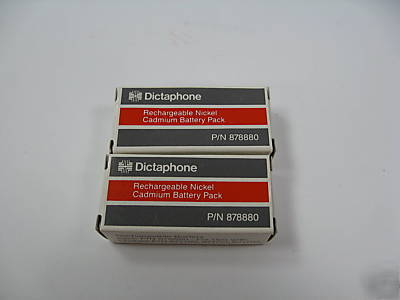 Dictaphone
Rechargeable Nickel
Cadmium Battery Pack
P/N 878880
Dictaphone
Rechargeable Nickel
Cadmium Battery Pack
P/N 878880